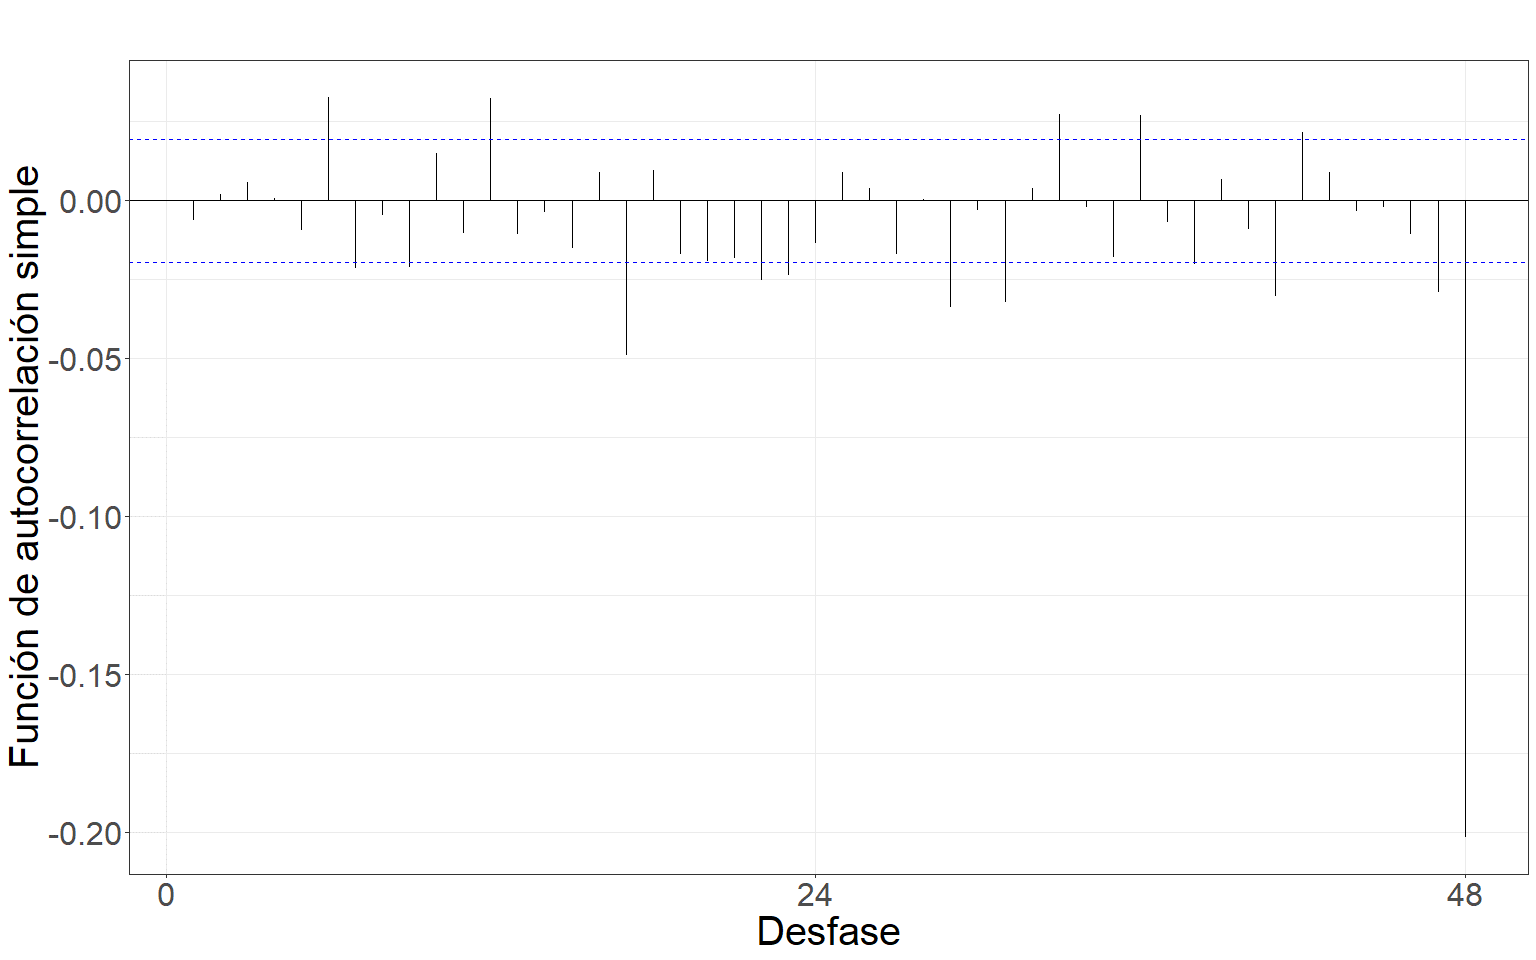 Función de autocorrelación simple
0.00
-0.05
-0.10
-0.15
-0.20
0 24 48
Desfase